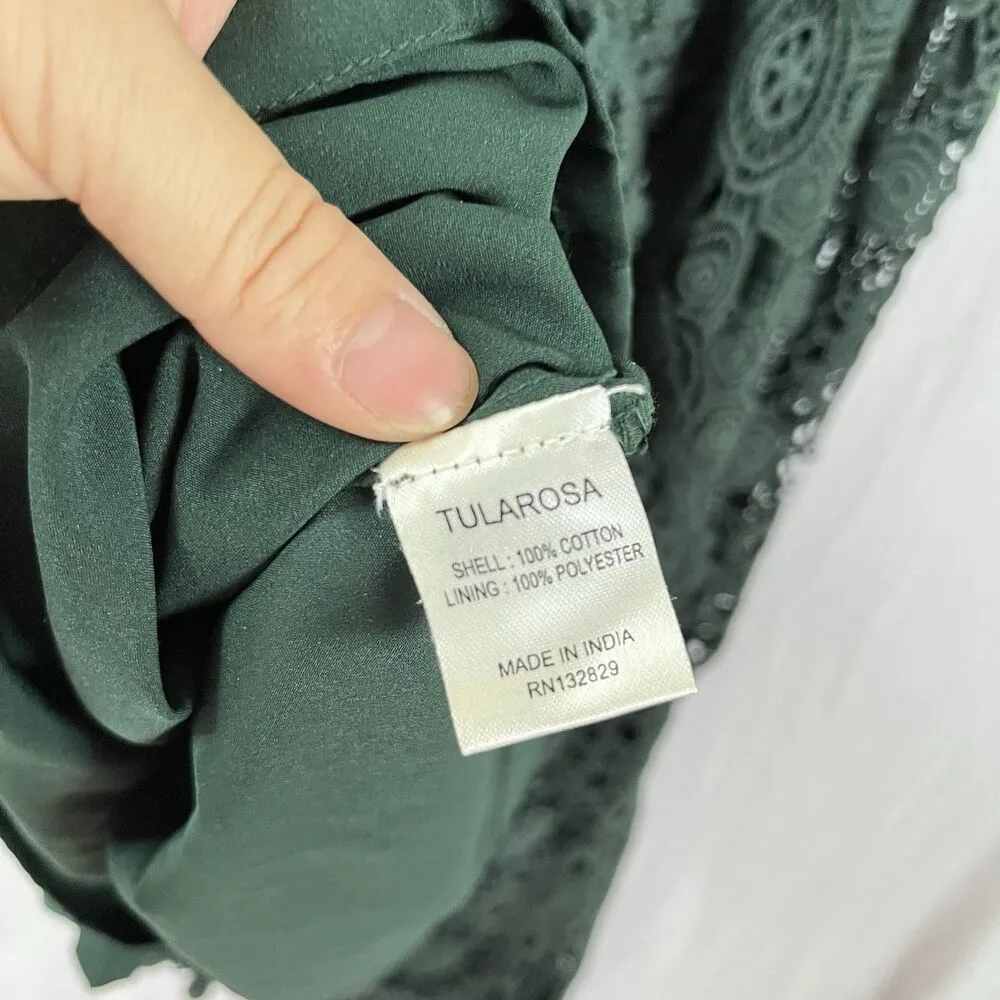 TULAROSA
SHELL : 100% COTTON
LINING : 100% POLYESTER
MADE IN INDIA
RN132829